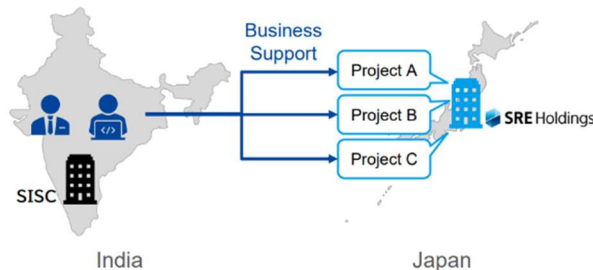 Business
Support
Project A
Project B
Project C
SRE Holdings
</>
SISC
India
Japan